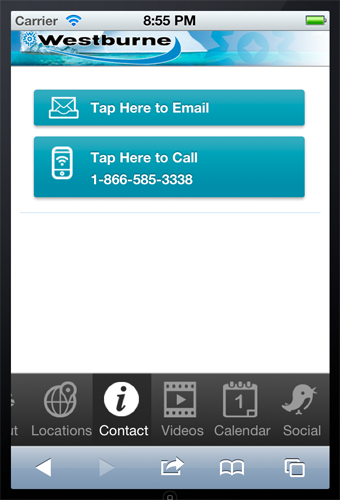 Carrier 8:55 PM
Westburne
Tap Here to Email
Tap Here to Call
1-866-585-3338
1
ut Locations Contact Videos Calendar Social